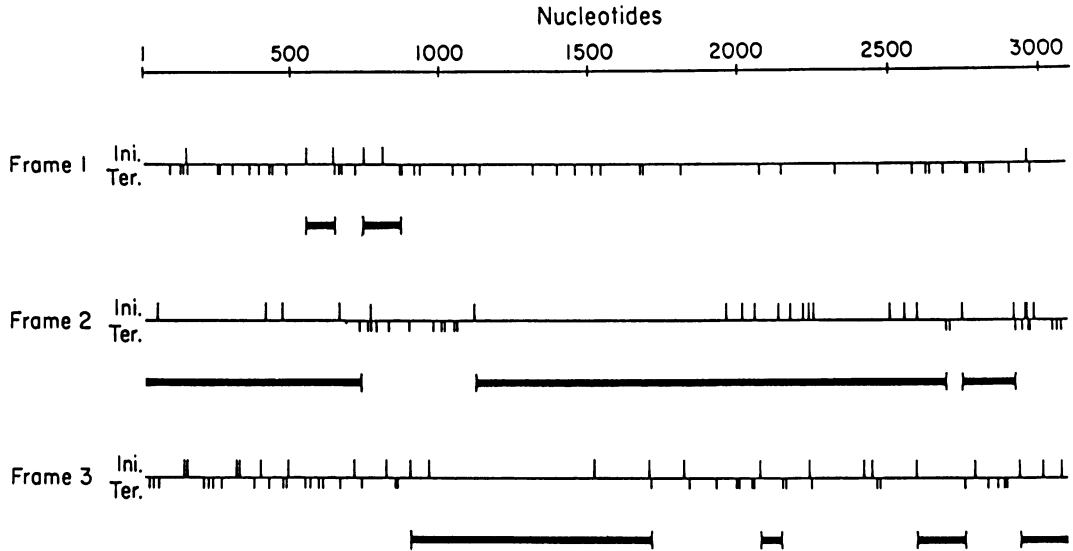 Nucleotides
1 500 1000 1500 2000 2500 3000
Frame 1 Ini.
Ter.
Frame 2 Ini.
Ter.
Frame 3 Ini.
Ter.